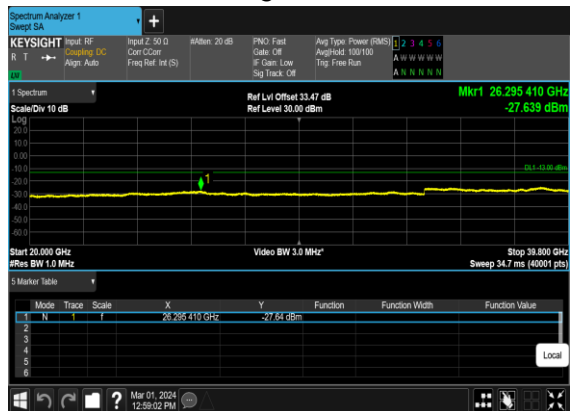 Spectrum Analyzer 1
Swept SA
+
KEYSIGHT Input: RF Input Z: 50 Ω #Atten: 20 dB PNO: Fast Avg Type: Power (RMS) 1 2 3 4 5 6
R T Coupling: DC Corr CCorr Gate: Off Avg|Hold: 100/100 A W W W W W
Align: Auto Freq Ref: Int (S) IF Gain: Low Trig: Free Run
Sig Track: Off A N N N N N
LW
1 Spectrum Ref Lvl Offset 33.47 dB Mkr1 26.295 410 GHz
Scale/Div 10 dB Ref Level 30.00 dBm -27.639 dBm
Log
20.0
10.0
0.00
-10.0 DL1 -13.00 dBm
-20.0 1
-30.0
-40.0
-50.0
-60.0
Start 20.000 GHz Video BW 3.0 MHz* Stop 39.800 GHz
#Res BW 1.0 MHz Sweep 34.7 ms (40001 pts)
5 Marker Table
Mode Trace Scale X Y Function Function Width Function Value
1 N 1 f 26.295 410 GHz -27.64 dBm
2
3
4
5
6
Local
? Mar 01, 2024
12:59:02 PM